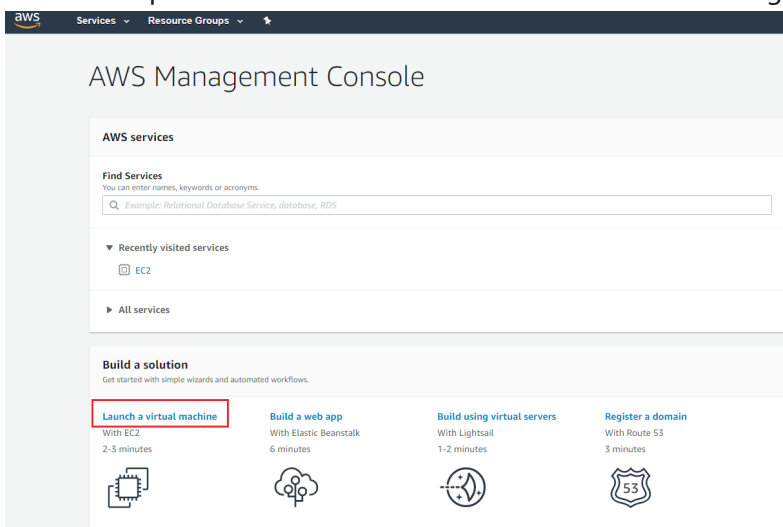 aws
Services
Resource Groups
AWS Management Console
AWS services
Find Services
You can enter names, keywords or acronyms.
Example: Relational Database Service, database, RDS
Recently visited services
EC2
All services
Build a solution
Get started with simple wizards and automated workflows.
Launch a virtual machine
With EC2
2-3 minutes
Build a web app
With Elastic Beanstalk
6 minutes
Build using virtual servers
With Lightsail
1-2 minutes
Register a domain
With Route 53
3 minutes
53